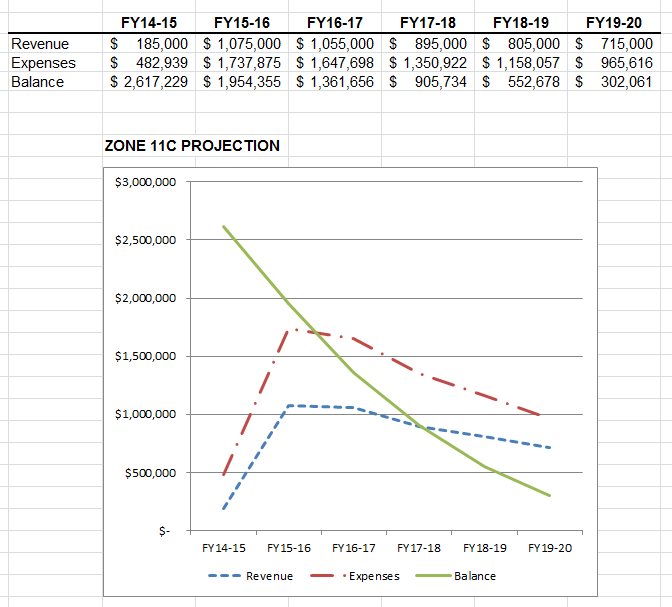 FY14-15 FY15-16 FY16-17 FY17-18 FY18-19 FY19-20
Revenue $ 185,000 $ 1,075,000 $ 1,055,000 $ 895,000 $ 805,000 $ 715,000
Expenses $ 482,939 $ 1,737,875 $ 1,647,698 $ 1,350,922 $ 1,158,057 $ 965,616
Balance $ 2,617,229 $ 1,954,355 $ 1,361,656 $ 905,734 $ 552,678 $ 302,061
ZONE 11C PROJECTION
$3,000,000
$2,500,000
$2,000,000
$1,500,000
$1,000,000
$500,000
$-
FY14-15 FY15-16 FY16-17 FY17-18 FY18-19 FY19-20
Revenue Expenses Balance